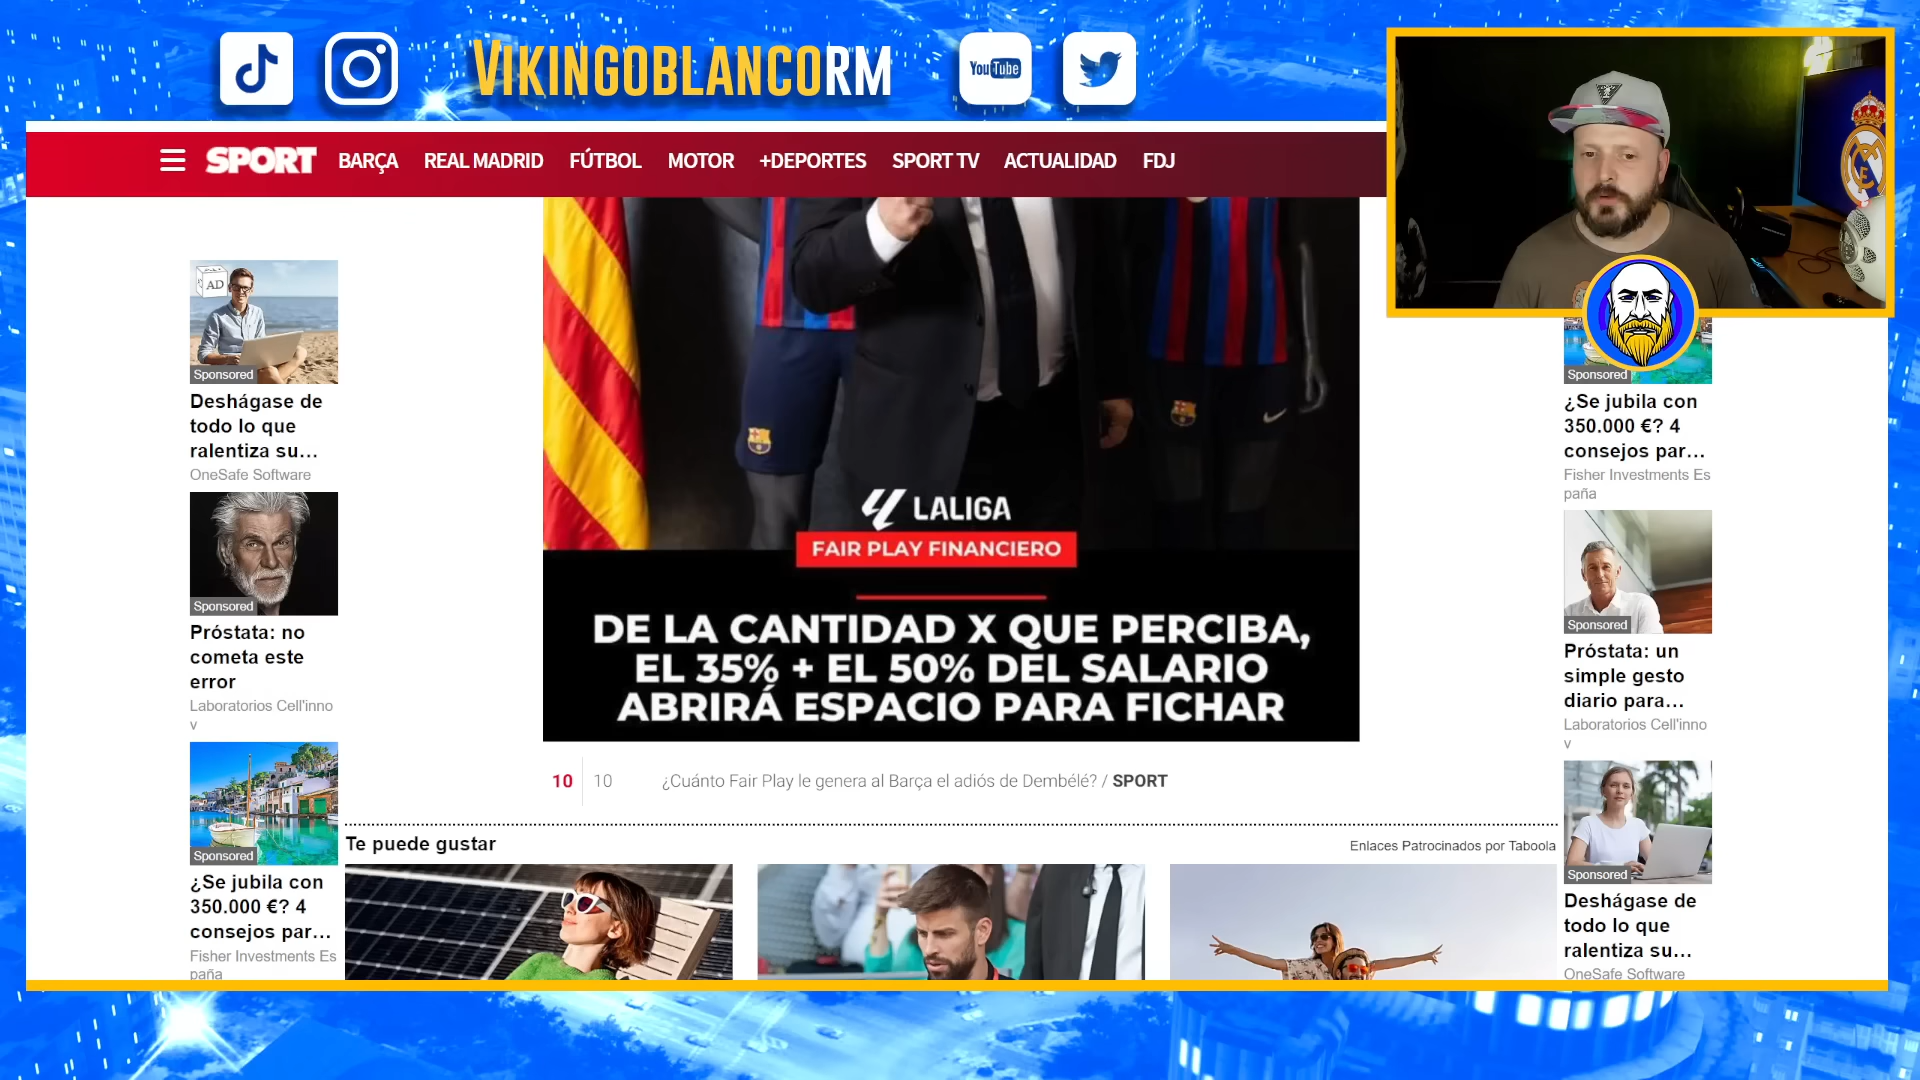 YouTube
VIKINGOBLANCORM
SPORT BARÇA REAL MADRID FÚTBOL MOTOR +DEPORTES SPORT TV ACTUALIDAD FDJ
AD
Sponsored
Deshágase de
todo lo que
ralentiza su...
OneSafe Software
Sponsored
Próstata: no
cometa este
error
Laboratorios Cell'inno
v
Sponsored
¿Se jubila con
350.000 €? 4
consejos par...
Fisher Investments Es
paña
LALIGA
FAIR PLAY FINANCIERO
DE LA CANTIDAD X QUE PERCIBA,
EL 35% + EL 50% DEL SALARIO
ABRIRÁ ESPACIO PARA FICHAR
10 10 ¿Cuánto Fair Play le genera al Barça el adiós de Dembélé? / SPORT
Te puede gustar
Enlaces Patrocinados por Taboola
Sponsored
¿Se jubila con
350.000 €? 4
consejos par...
Fisher Investments Es
paña
Sponsored
Próstata: un
simple gesto
diario para...
Laboratorios Cell'inno
v
Sponsored
Deshágase de
todo lo que
ralentiza su...
OneSafe Software